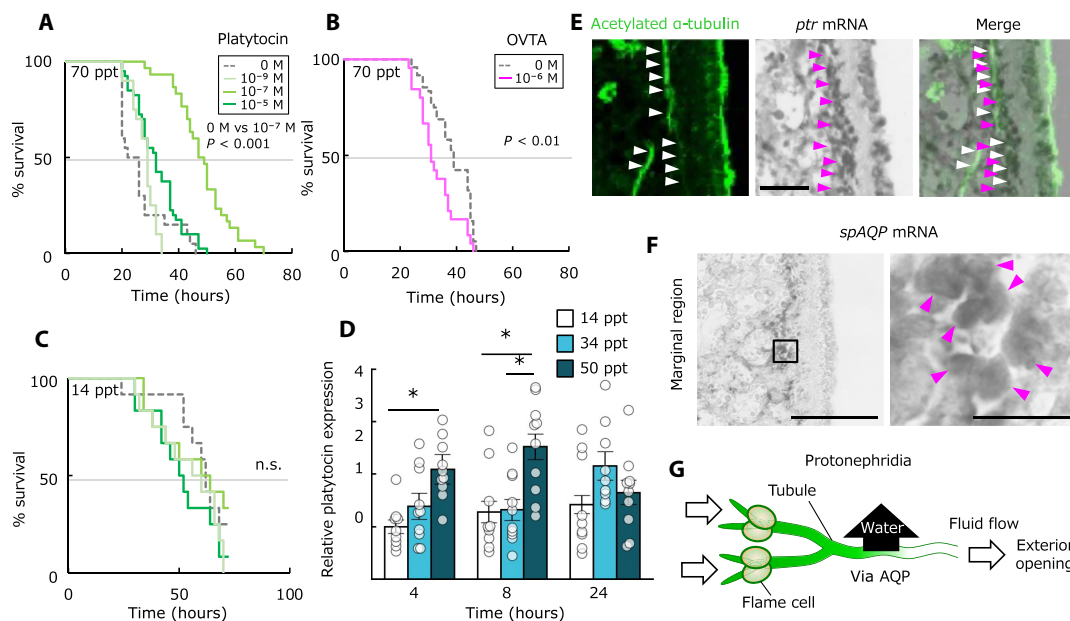 A
Platytocin
70 ppt
0 M
10⁻⁹ M
10⁻⁷ M
10⁻⁵ M
0 M vs 10⁻⁷ M
P < 0.001
% survival
100
50
0
0 20 40 60 80
Time (hours)
B
OVTA
70 ppt
0 M
10⁻⁶ M
P < 0.01
% survival
100
50
0
0 20 40 60 80
Time (hours)
C
14 ppt
n.s.
% survival
100
50
0
0 50 100
Time (hours)
D
14 ppt
34 ppt
50 ppt
*
*
*
Relative platytocin expression
4
2
1
0
4 8 24
Time (hours)
E
Acetylated α-tubulin
ptr mRNA
Merge
F
spAQP mRNA
Marginal region
G
Protonephridia
Tubule
Water
Fluid flow
Exterior
opening
Via AQP
Flame cell